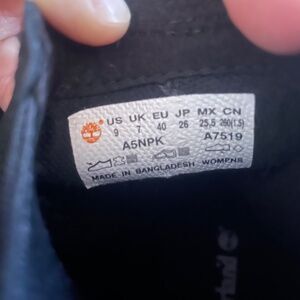 US UK EU JP MX CN
9 7 40 26 25,5 260(1.5)
A5NPK A7519
MADE IN BANGLADESH WOMENS